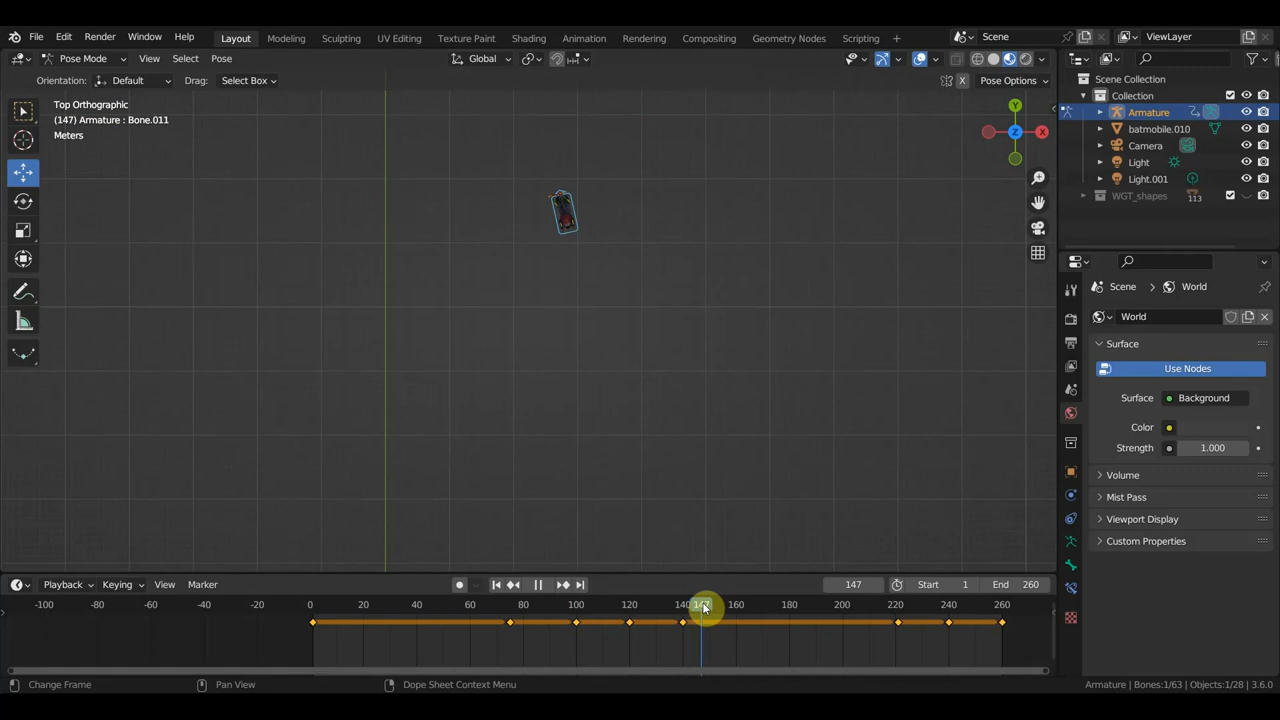 File Edit Render Window Help Layout Modeling Sculpting UV Editing Texture Paint Shading Animation Rendering Compositing Geometry Nodes Scripting + Scene ViewLayer
Pose Mode View Select Pose Global
Orientation: Default Drag: Select Box X Pose Options
Top Orthographic
(147) Armature : Bone.011
Meters
Y
X
Z
Scene Collection
Collection
Armature
batmobile.010
Camera
Light
Light.001
WGT_shapes 113
Scene > World
World
Surface
Use Nodes
Surface Background
Color
Strength 1.000
Volume
Mist Pass
Viewport Display
Custom Properties
Playback Keying View Marker 147 Start 1 End 260
-100 -80 -60 -40 -20 0 20 40 60 80 100 120 140 147 160 180 200 220 240 260
Change Frame Pan View Dope Sheet Context Menu Armature | Bones:1/63 | Objects:1/28 | 3.6.0